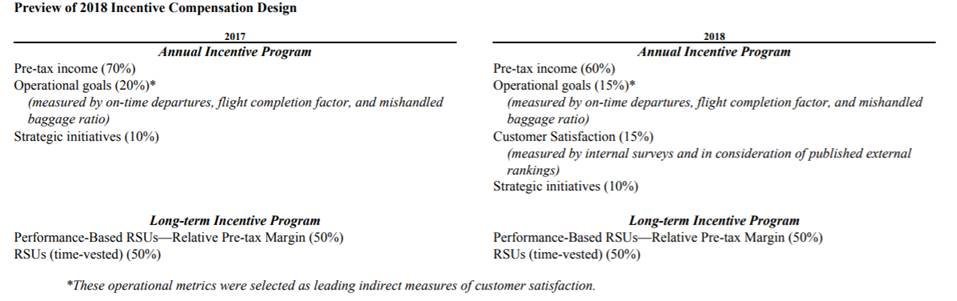 Preview of 2018 Incentive Compensation Design
2017
Annual Incentive Program
Pre-tax income (70%)
Operational goals (20%)*
(measured by on-time departures, flight completion factor, and mishandled
baggage ratio)
Strategic initiatives (10%)
Long-term Incentive Program
Performance-Based RSUs—Relative Pre-tax Margin (50%)
RSUs (time-vested) (50%)
2018
Annual Incentive Program
Pre-tax income (60%)
Operational goals (15%)*
(measured by on-time departures, flight completion factor, and mishandled
baggage ratio)
Customer Satisfaction (15%)
(measured by internal surveys and in consideration of published external
rankings)
Strategic initiatives (10%)
Long-term Incentive Program
Performance-Based RSUs—Relative Pre-tax Margin (50%)
RSUs (time-vested) (50%)
*These operational metrics were selected as leading indirect measures of customer satisfaction.